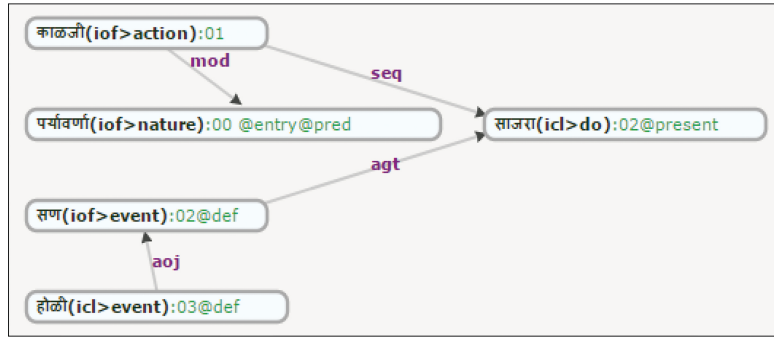 काळजी(iof>action):01
mod
seq
पर्यावर्णा(iof>nature):00 @entry@pred
साजरा(icl>do):02@present
agt
सण(iof>event):02@def
aoj
होळी(icl>event):03@def